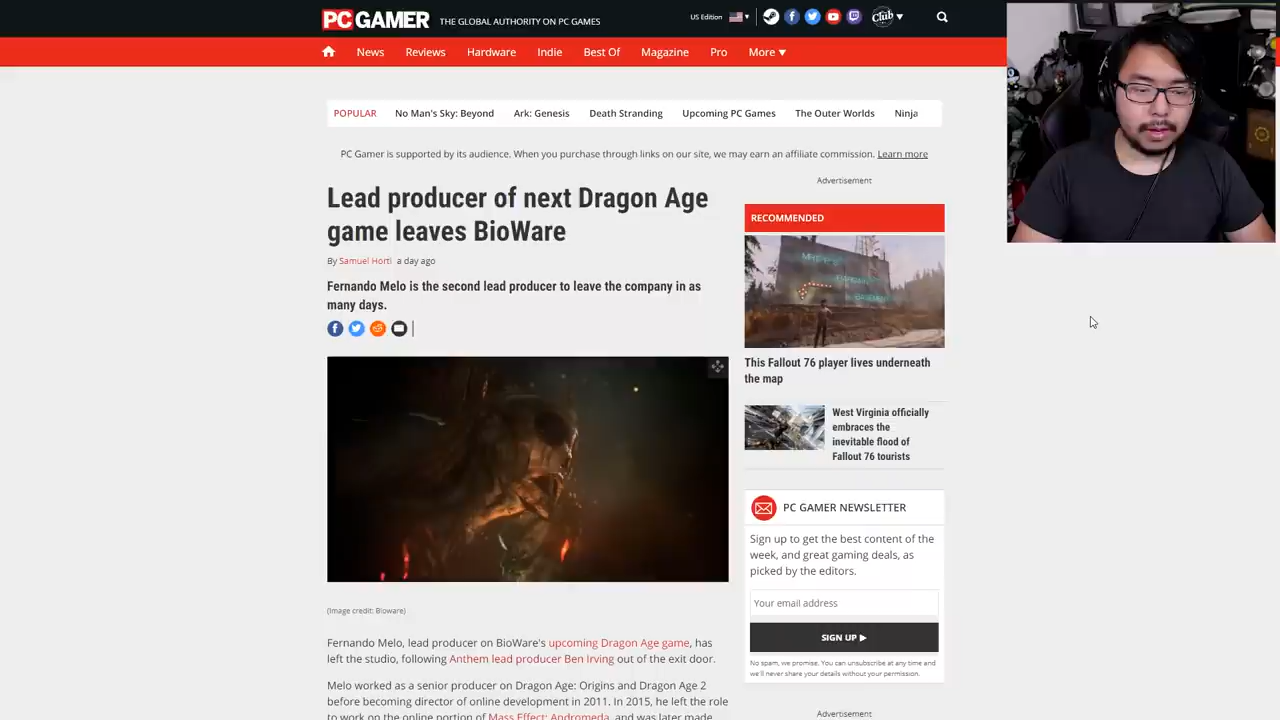 PC GAMER THE GLOBAL AUTHORITY ON PC GAMES US Edition Club
News Reviews Hardware Indie Best Of Magazine Pro More
POPULAR No Man's Sky: Beyond Ark: Genesis Death Stranding Upcoming PC Games The Outer Worlds Ninja
PC Gamer is supported by its audience. When you purchase through links on our site, we may earn an affiliate commission. Learn more
Lead producer of next Dragon Age
game leaves BioWare
By Samuel Horti a day ago
Fernando Melo is the second lead producer to leave the company in as
many days.
(Image credit: Bioware)
Fernando Melo, lead producer on BioWare's upcoming Dragon Age game, has
left the studio, following Anthem lead producer Ben Irving out of the exit door.
Melo worked as a senior producer on Dragon Age: Origins and Dragon Age 2
before becoming director of online development in 2011. In 2015, he left the role
to work on the online portion of Mass Effect: Andromeda, and was later made
Advertisement
RECOMMENDED
This Fallout 76 player lives underneath
the map
West Virginia officially
embraces the
inevitable flood of
Fallout 76 tourists
PC GAMER NEWSLETTER
Sign up to get the best content of the
week, and great gaming deals, as
picked by the editors.
Your email address
SIGN UP
No spam, we promise. You can unsubscribe at any time and
we'll never share your details without your permission.
Advertisement